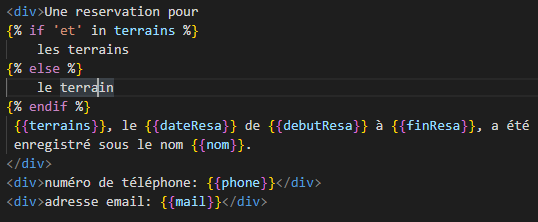 <div>Une reservation pour
{% if 'et' in terrains %}
les terrains
{% else %}
le terrain
{% endif %}
{{terrains}}, le {{dateResa}} de {{debutResa}} à {{finResa}}, a été
enregistré sous le nom {{nom}}.
</div>
<div>numéro de téléphone: {{phone}}</div>
<div>adresse email: {{mail}}</div>